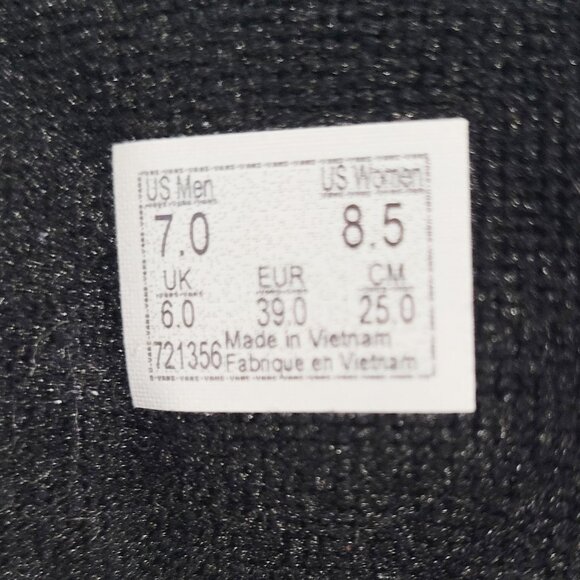 US Men US Women
7.0 8.5
UK EUR CM
6.0 39.0 25.0
721356 Made in Vietnam
Fabrique en Vietnam